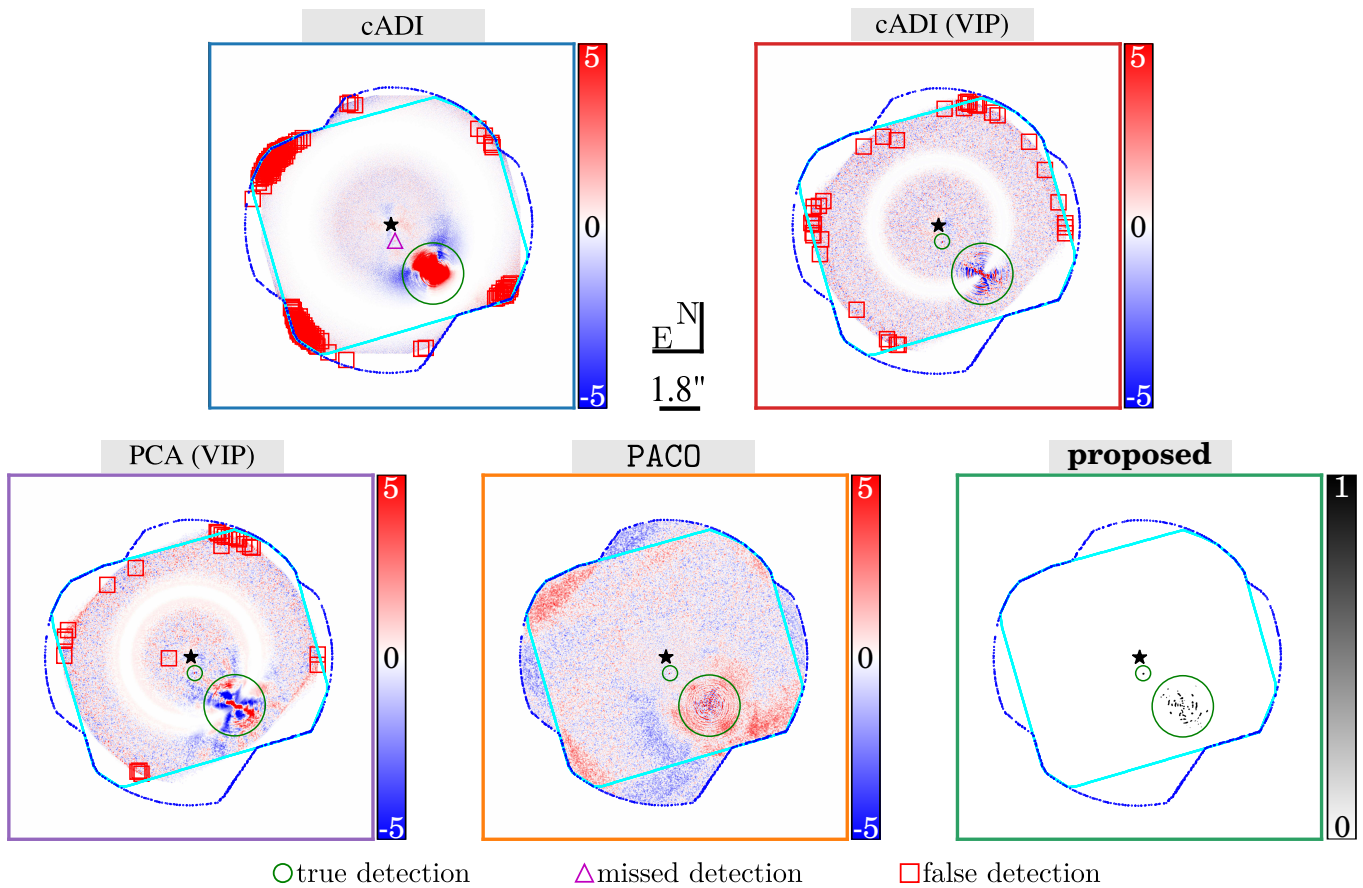 cADI
cADI (VIP)
5
0
-5
5
0
-5
N
E
1.8"
PCA (VIP)
PACO
proposed
5
0
-5
5
0
-5
1
0
true detection
missed detection
false detection